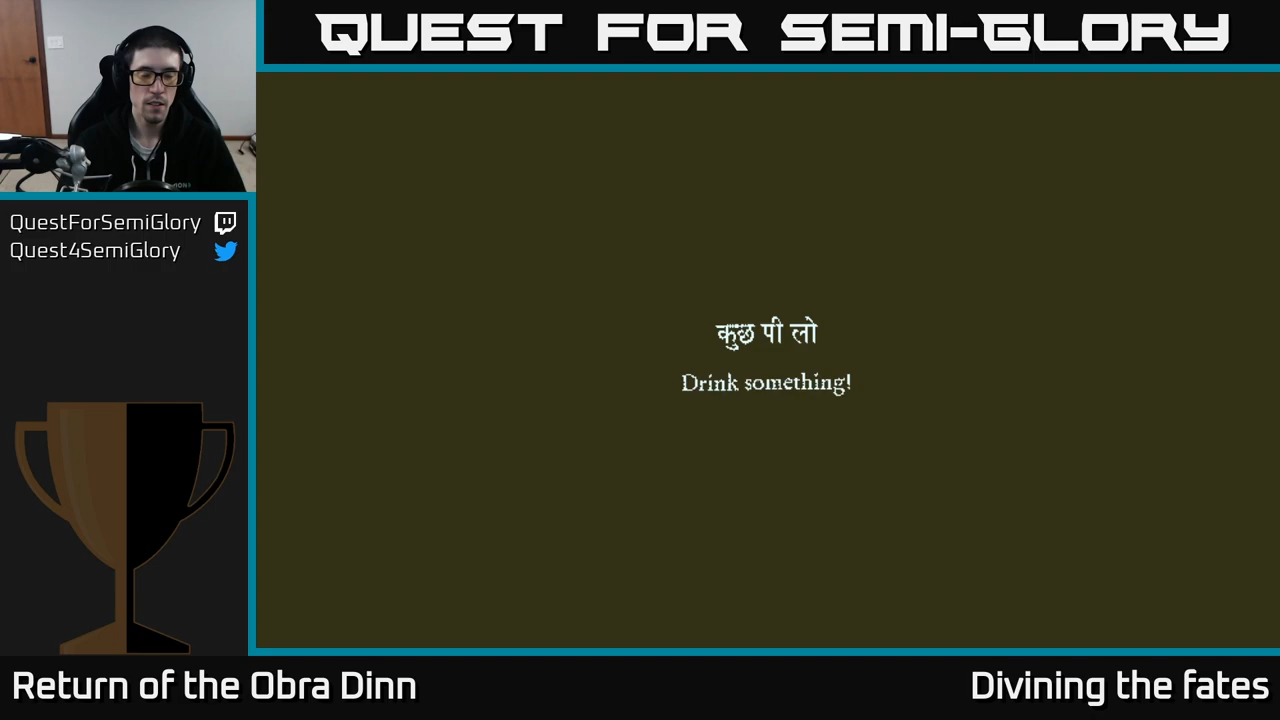 QUEST FOR SEMI-GLORY
QuestForSemiGlory
Quest4SemiGlory
कुछ पी लो
Drink something!
Return of the Obra Dinn
Divining the fates